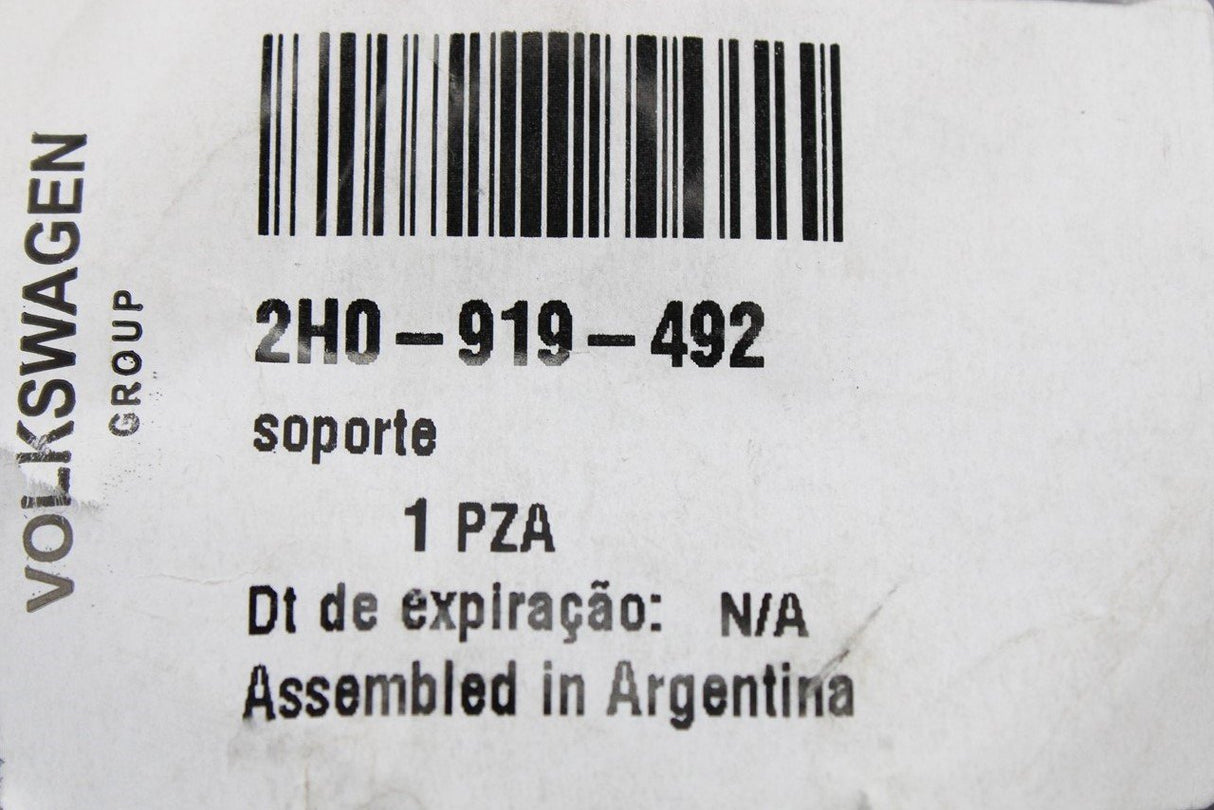 VOLKSWAGEN
GROUP
2H0-919-492
soporte
1 PZA
Dt de expiração: N/A
Assembled in Argentina